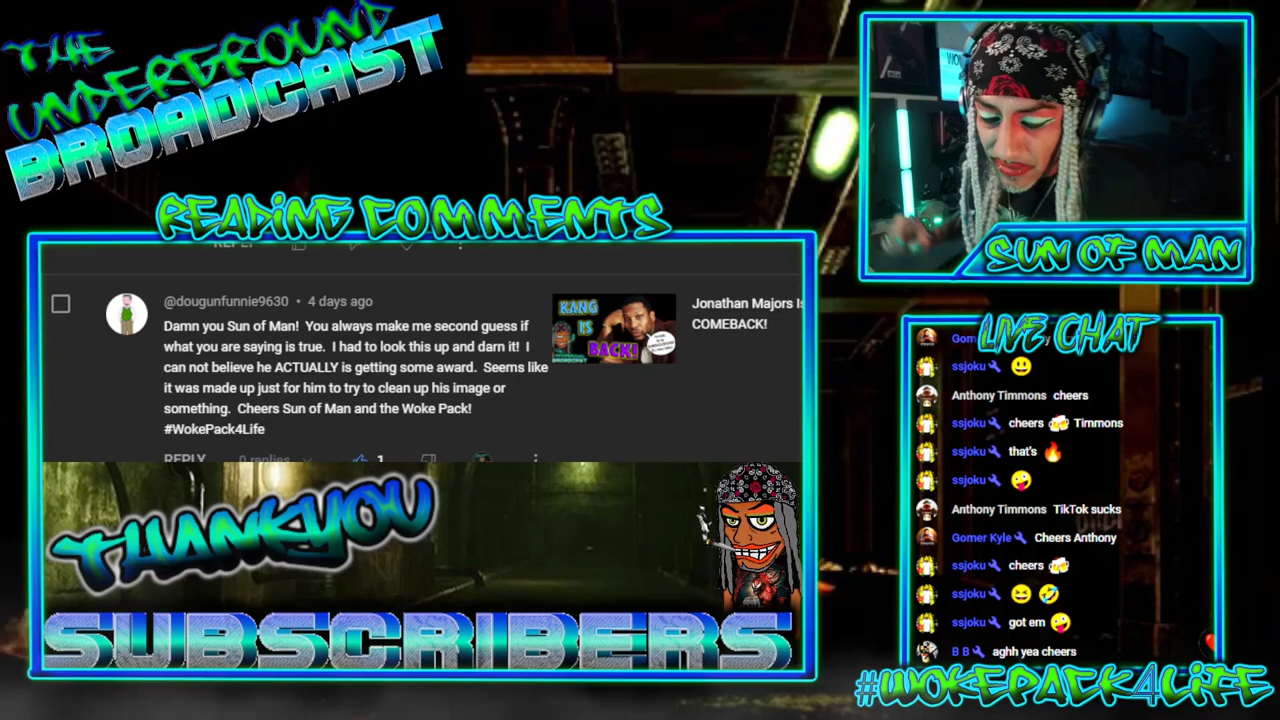 THE
UNDERGROUND
BROADCAST
READING COMMENTS
REPLY
@dougunfunnie9630 • 4 days ago
Damn you Sun of Man! You always make me second guess if
what you are saying is true. I had to look this up and darn it! I
can not believe he ACTUALLY is getting some award. Seems like
it was made up just for him to try to clean up his image or
something. Cheers Sun of Man and the Woke Pack!
#WokePack4Life
REPLY 0 replies 1
KANG
IS
BACK!
Jonathan Majors Is
COMEBACK!
THANKYOU
SUBSCRIBERS
SUN OF MAN
LIVE CHAT
Gom
ssjoku 😃
Anthony Timmons cheers
ssjoku cheers 🍻 Timmons
ssjoku that's 🔥
ssjoku 🤪
Anthony Timmons TikTok sucks
Gomer Kyle Cheers Anthony
ssjoku cheers 🍻
ssjoku 😆 🤣
ssjoku got em 🤪
B B aghh yea cheers
#WOKEPACK4LIFE